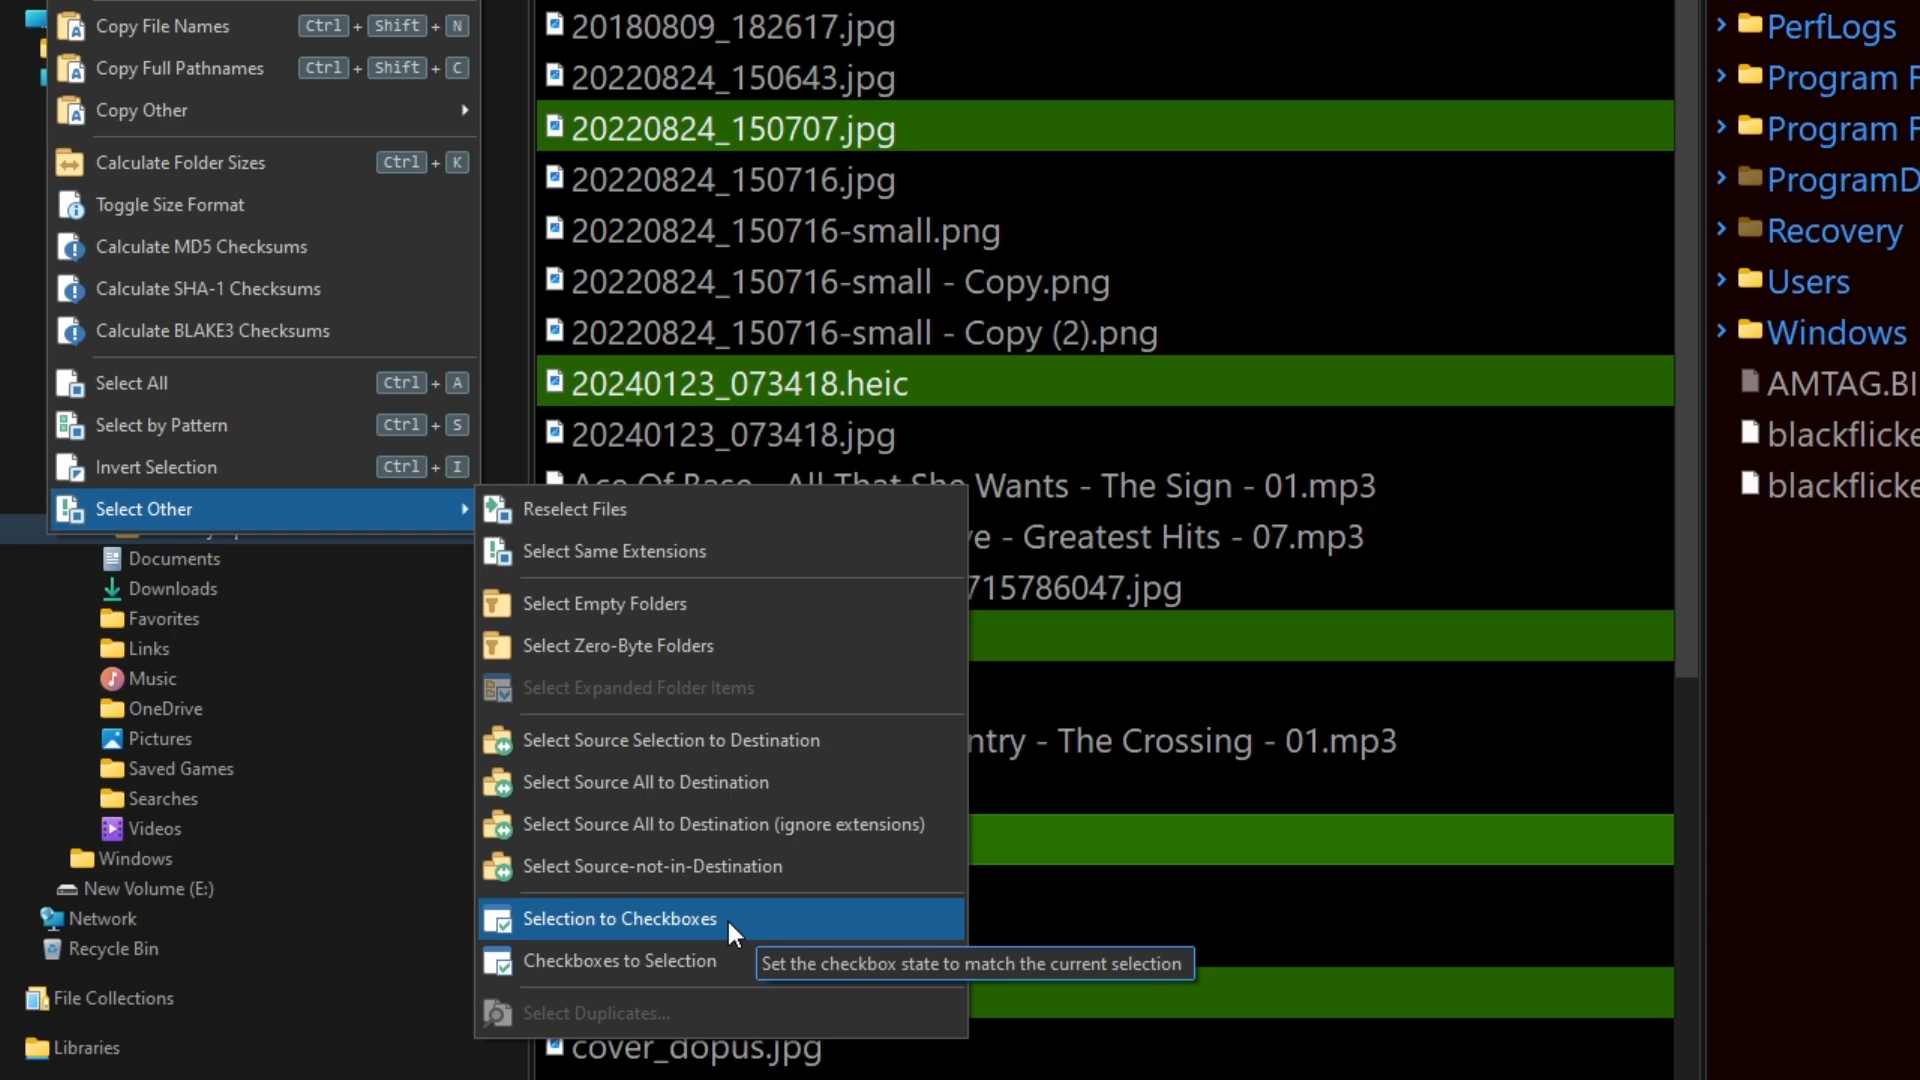 Copy File Names Ctrl + Shift + N
Copy Full Pathnames Ctrl + Shift + C
Copy Other
Calculate Folder Sizes Ctrl + K
Toggle Size Format
Calculate MD5 Checksums
Calculate SHA-1 Checksums
Calculate BLAKE3 Checksums
Select All Ctrl + A
Select by Pattern Ctrl + S
Invert Selection Ctrl + I
Select Other
Documents
Downloads
Favorites
Links
Music
OneDrive
Pictures
Saved Games
Searches
Videos
Windows
New Volume (E:)
Network
Recycle Bin
File Collections
Libraries
Reselect Files
Select Same Extensions
Select Empty Folders
Select Zero-Byte Folders
Select Expanded Folder Items
Select Source Selection to Destination
Select Source All to Destination
Select Source All to Destination (ignore extensions)
Select Source-not-in-Destination
Selection to Checkboxes
Checkboxes to Selection
Select Duplicates...
Set the checkbox state to match the current selection
20180809_182617.jpg
20220824_150643.jpg
20220824_150707.jpg
20220824_150716.jpg
20220824_150716-small.png
20220824_150716-small - Copy.png
20220824_150716-small - Copy (2).png
20240123_073418.heic
20240123_073418.jpg
Ace Of Base - All That She Wants - The Sign - 01.mp3
ve - Greatest Hits - 07.mp3
715786047.jpg
ntry - The Crossing - 01.mp3
cover_dopus.jpg
PerfLogs
Program F
Program F
ProgramD
Recovery
Users
Windows
AMTAG.BI
blackflicke
blackflicke